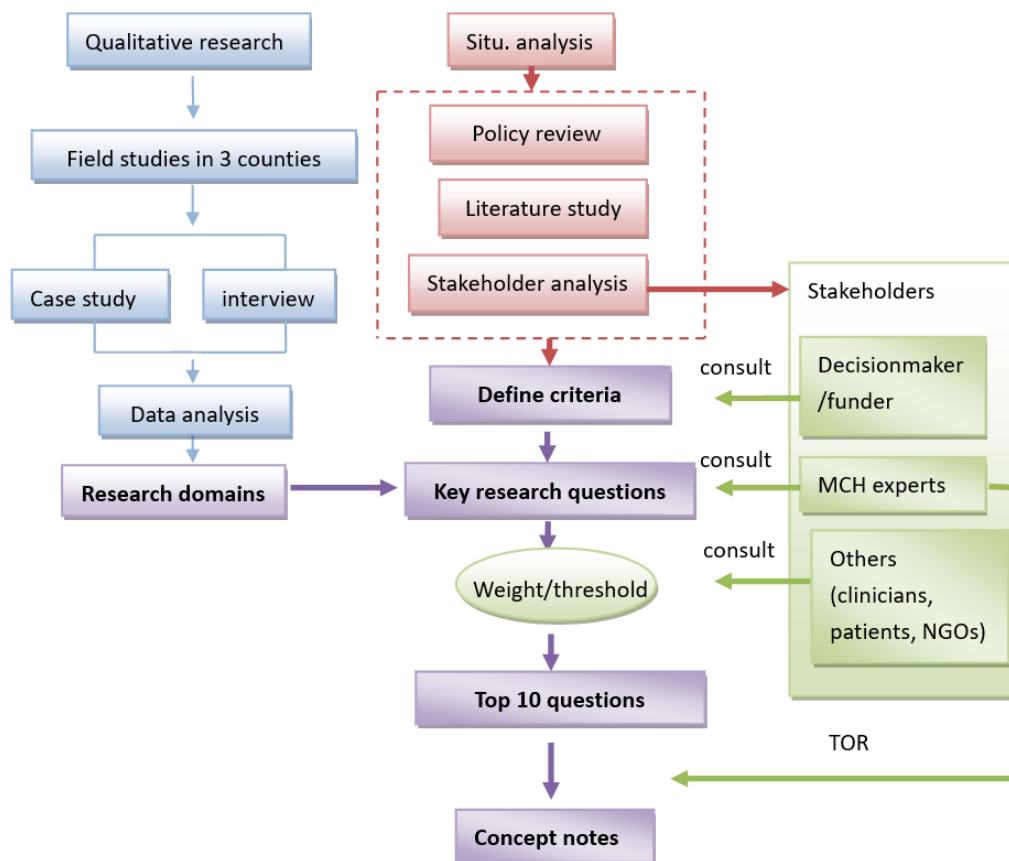 Qualitative research
Situ. analysis
Policy review
Field studies in 3 counties
Literature study
Case study
interview
Stakeholder analysis
Stakeholders
consult
Decisionmaker
/funder
Define criteria
Data analysis
consult
Research domains
Key research questions
MCH experts
consult
Others
(clinicians,
patients, NGOs)
Weight/threshold
Top 10 questions
TOR
Concept notes